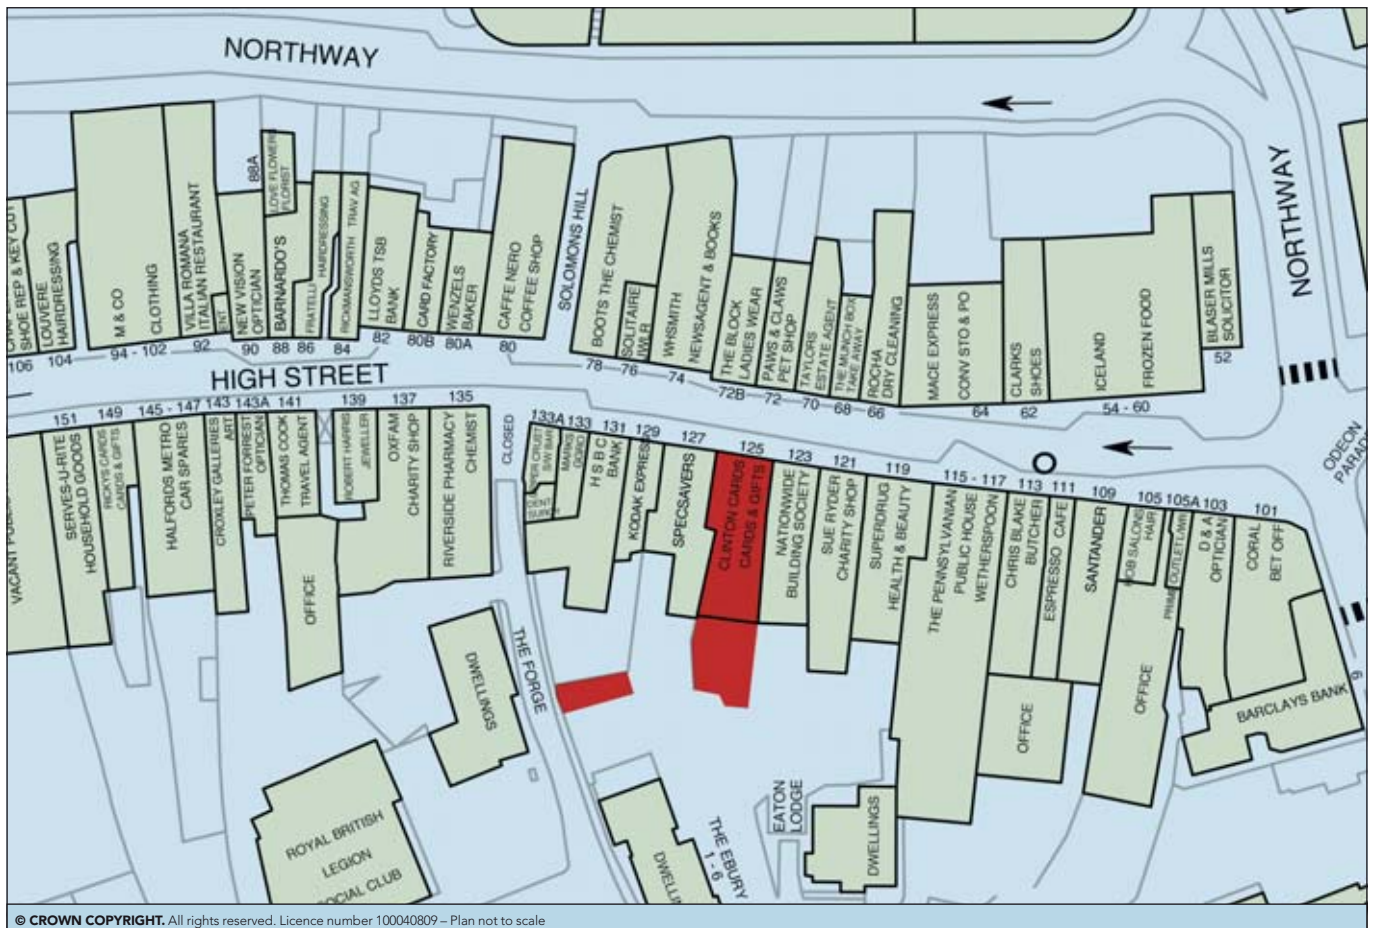 NORTHWAY
NORTHWAY
SHOE REP & KEY CUT
106
LOUVERE
HAIRDRESSING
104
M & CO
CLOTHING
94 - 102
VILLA ROMANA
ITALIAN RESTAURANT
92
ENT
NEW VISION
OPTICIAN
90
88A
LOVE FLOWERS
FLORIST
BARNARDO'S
88
FRATELLI
HAIRDRESSING
86
RICKMANSWORTH TRAV AG
84
LLOYDS TSB
BANK
82
CARD FACTORY
80B
WENZELS
BAKER
80A
CAFFE NERO
COFFEE SHOP
80
SOLOMONS HILL
BOOTS THE CHEMIST
78
SOLITAIRE
JWLR
76
WHSMITH
NEWSAGENT & BOOKS
74
THE BLOCK
LADIES WEAR
72B
PAWS & CLAWS
PET SHOP
72
TAYLORS
ESTATE AGENT
70
THE MUNCH BOX
TAKE AWAY
68
ROCHA
DRY CLEANING
66
MACE EXPRESS
CONV STO & PO
64
CLARKS
SHOES
62
ICELAND
FROZEN FOOD
54 - 60
BLASER MILLS
SOLICITOR
52
HIGH STREET
ODEON
PARADE
151
SERVES-U-RITE
HOUSEHOLD GOODS
149
RICKYS CARDS
CARDS & GIFTS
145 - 147
HALFORDS METRO
CAR SPARES
143
CROXLEY GALLERIES
ART
143A
PETER FORREST
OPTICIAN
141
THOMAS COOK
TRAVEL AGENT
OFFICE
139
ROBERT HARRIS
JEWELLER
137
OXFAM
CHARITY SHOP
135
RIVERSIDE PHARMACY
CHEMIST
CLOSED
133A
UPPER CRUST
S/W BAR
DENT
SURGY
133
MARKS
131
HSBC
BANK
129
KODAK EXPRESS
127
SPECSAVERS
125
CLINTON CARDS
CARDS & GIFTS
123
NATIONWIDE
BUILDING SOCIETY
121
SUE RYDER
CHARITY SHOP
119
SUPERDRUG
HEALTH & BEAUTY
115 - 117
THE PENNSYLVANIAN
PUBLIC HOUSE
WETHERSPOON
113
CHRIS BLAKE
BUTCHER
111
ESPRESSO CAFE
OFFICE
109
SANTANDER
105
HOB SALONS
HAIR
OFFICE
105A
103
D & A
OPTICIAN
101
CORAL
BET OFF
BARCLAYS BANK
9
DWELLINGS
THE FORGE
ROYAL BRITISH
LEGION
SOCIAL CLUB
THE EBURY
1 - 6
EATON
LODGE
DWELLINGS
© CROWN COPYRIGHT. All rights reserved. Licence number 100040809 – Plan not to scale